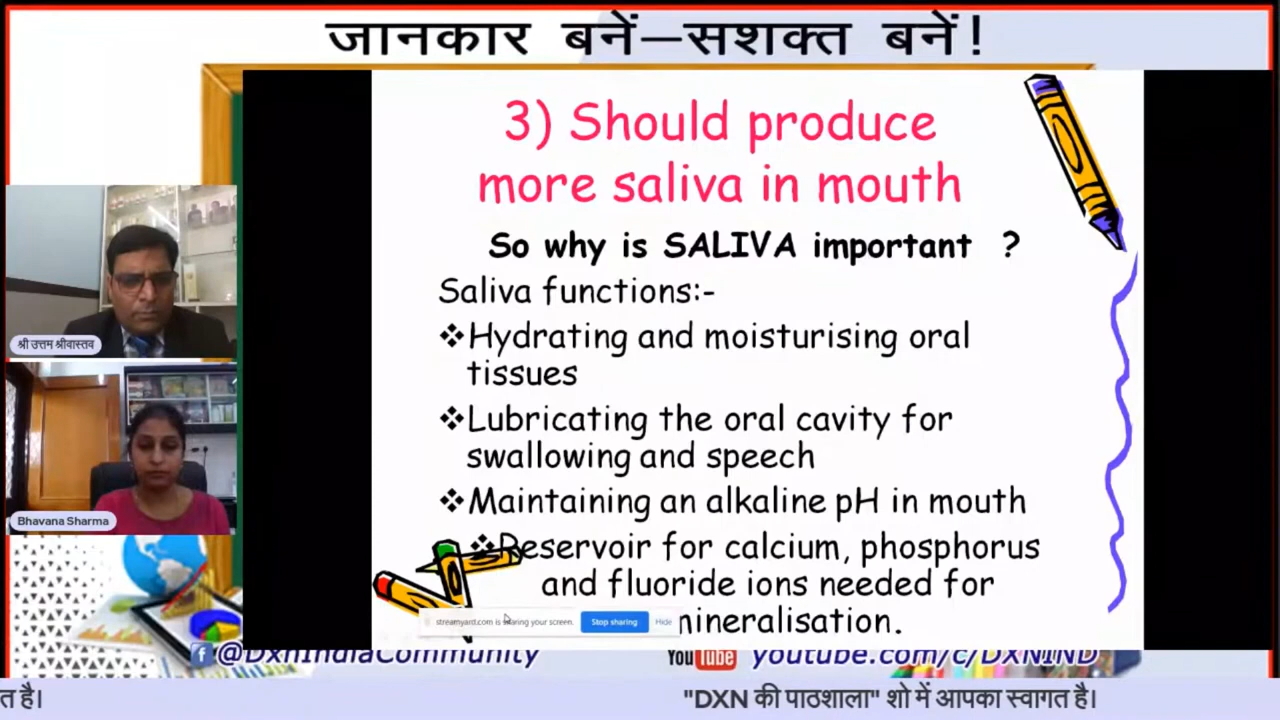 जानकार बनें–सशक्त बनें!
3) Should produce
more saliva in mouth
So why is SALIVA important ?
Saliva functions:-
❖Hydrating and moisturising oral
tissues
❖Lubricating the oral cavity for
swallowing and speech
❖Maintaining an alkaline pH in mouth
❖Reservoir for calcium, phosphorus
and fluoride ions needed for
mineralisation.
श्री उत्तम श्रीवास्तव
Bhavana Sharma
streamyard.com is sharing your screen. Stop sharing Hide
@DxnIndiaCommunity YouTube youtube.com/c/DXNIND
त है। "DXN की पाठशाला" शो में आपका स्वागत है।